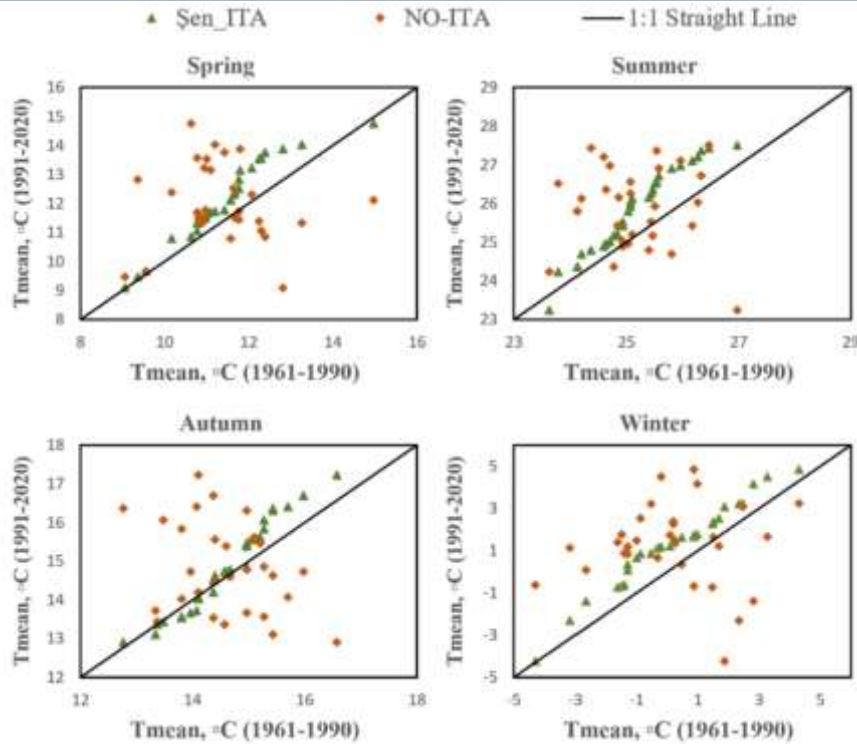 Şen_ITA NO-ITA 1:1 Straight Line
Spring
Tmean, °C (1991-2020)
16
15
14
13
12
11
10
9
8
8 10 12 14 16
Tmean, °C (1961-1990)
Summer
Tmean, °C (1991-2020)
29
28
27
26
25
24
23
23 25 27 29
Tmean, °C (1961-1990)
Autumn
Tmean, °C (1991-2020)
18
17
16
15
14
13
12
12 14 16 18
Tmean, °C (1961-1990)
Winter
Tmean, °C (1991-2020)
5
3
1
-1
-3
-5
-5 -3 -1 1 3 5
Tmean, °C (1961-1990)